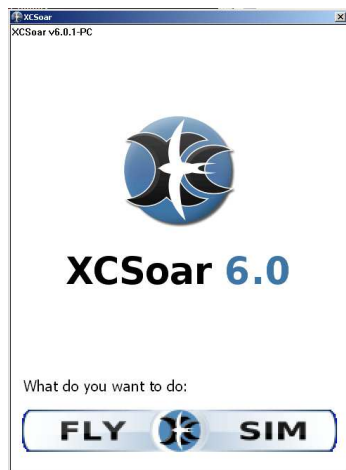 XCSoar
XCSoar v6.0.1-PC
XCSoar 6.0
What do you want to do:
FLY SIM